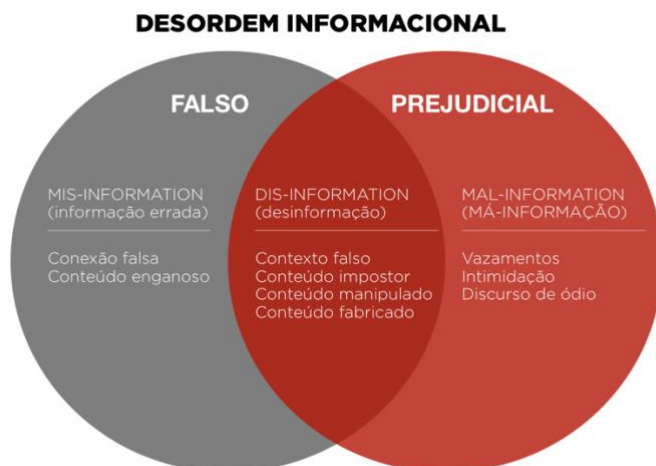 DESORDEM INFORMACIONAL
FALSO
PREJUDICIAL
MIS-INFORMATION
(informação errada)
Conexão falsa
Conteúdo enganoso
DIS-INFORMATION
(desinformação)
Contexto falso
Conteúdo impostor
Conteúdo manipulado
Conteúdo fabricado
MAL-INFORMATION
(MÁ-INFORMAÇÃO)
Vazamentos
Intimidação
Discurso de ódio